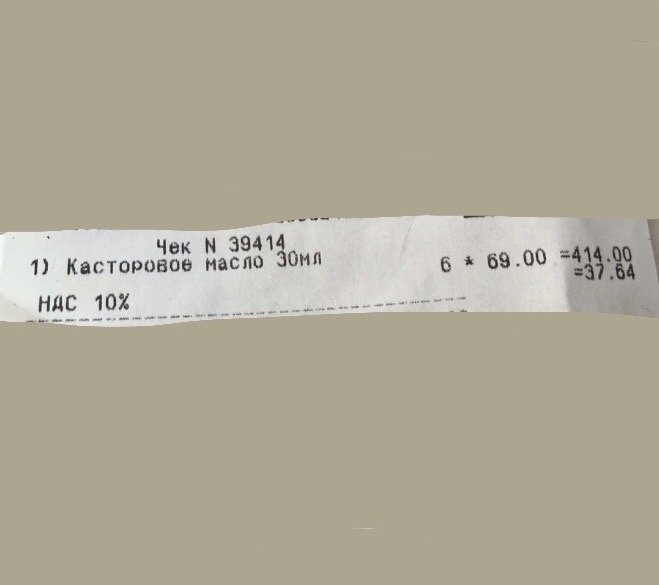 Чек N 39414
1) Касторовое масло 30мл
6 * 69.00 =414.00
НДС 10% =37.64